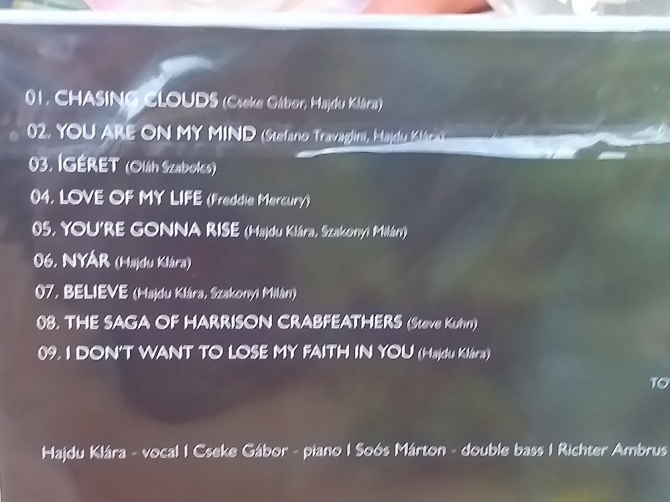 01. CHASING CLOUDS (Cseke Gábor, Hajdu Klára)
02. YOU ARE ON MY MIND (Stefano Travaglini, Hajdu Klára)
03. ÍGÉRET (Oláh Szabolcs)
04. LOVE OF MY LIFE (Freddie Mercury)
05. YOU'RE GONNA RISE (Hajdu Klára, Szakonyi Milán)
06. NYÁR (Hajdu Klára)
07. BELIEVE (Hajdu Klára, Szakonyi Milán)
08. THE SAGA OF HARRISON CRABFEATHERS (Steve Kuhn)
09. I DON'T WANT TO LOSE MY FAITH IN YOU (Hajdu Klára)
TO
Hajdu Klára - vocal I Cseke Gábor - piano I Soós Márton - double bass I Richter Ambrus